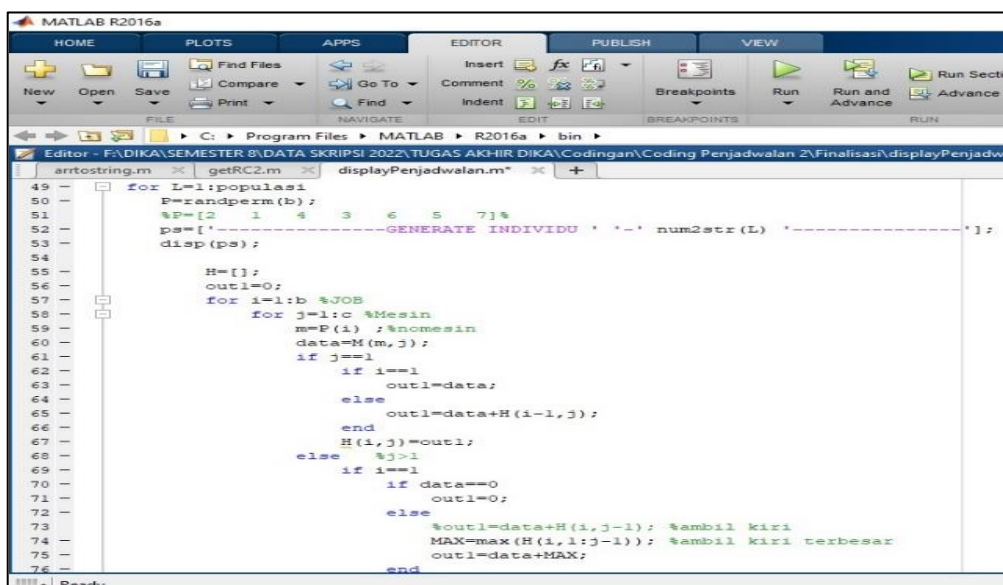 MATLAB R2016a
HOME PLOTS APPS EDITOR PUBLISH VIEW
New Open Save Find Files Compare Print Go To Find Insert fx Comment % Indent Breakpoints Run Run and Advance Run Secti Advance
FILE NAVIGATE EDIT BREAKPOINTS RUN
C: Program Files MATLAB R2016a bin
Editor - F:\DIKA\SEMESTER 8\DATA SKRIPSI 2022\TUGAS AKHIR DIKA\Codingan\Coding Penjadwalan 2\Finalisasi\displayPenjadw
arrtostring.m getRC2.m displayPenjadwalan.m* +
49 - for L=1:populasi
50 - P=randperm(b);
51 %P=[2 1 4 3 6 5 7]%
52 - ps=['---------------GENERATE INDIVIDU ' '-' num2str(L) '---------------'];
53 - disp(ps);
54
55 - H=[];
56 - out1=0;
57 - for i=1:b %JOB
58 - for j=1:c %Mesin
59 - m=P(i) ;%nomesin
60 - data=M(m,j);
61 - if j==1
62 - if i==1
63 - out1=data;
64 - else
65 - out1=data+H(i-1,j);
66 - end
67 - H(i,j)=out1;
68 - else %j>1
69 - if i==1
70 - if data==0
71 - out1=0;
72 - else
73 %out1=data+H(i,j-1); %ambil kiri
74 - MAX=max(H(i,1:j-1)); %ambil kiri terbesar
75 - out1=data+MAX;
76 - end
Ready